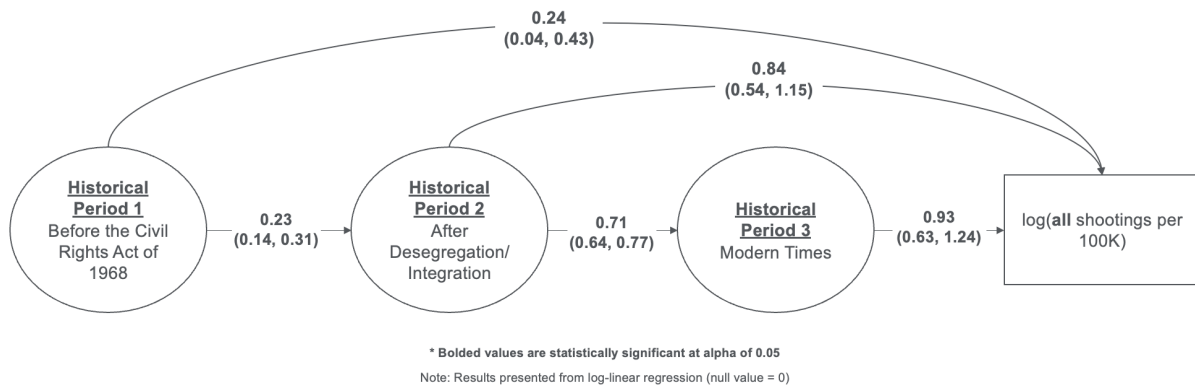 0.24
(0.04, 0.43)
0.84
(0.54, 1.15)
Historical
Period 1
Before the Civil
Rights Act of
1968
0.23
(0.14, 0.31)
Historical
Period 2
After
Desegregation/
Integration
0.71
(0.64, 0.77)
Historical
Period 3
Modern Times
0.93
(0.63, 1.24)
log(all shootings per
100K)
* Bolded values are statistically significant at alpha of 0.05
Note: Results presented from log-linear regression (null value = 0)